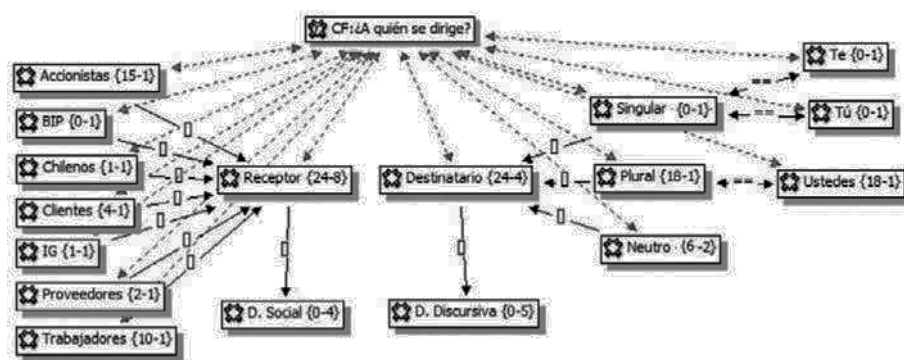 CF:¿A quién se dirige?
Accionistas {15-1}
Te {0-1}
BIP {0-1}
Singular {0-1}
Tú {0-1}
Chilenos {1-1}
Receptor {24-8}
Destinatario {24-4}
Plural {18-1}
Ustedes {18-1}
Clientes {4-1}
IG {1-1}
Neutro {6-2}
Proveedores {2-1}
D. Social {0-4}
D. Discursiva {0-5}
Trabajadores {10-1}